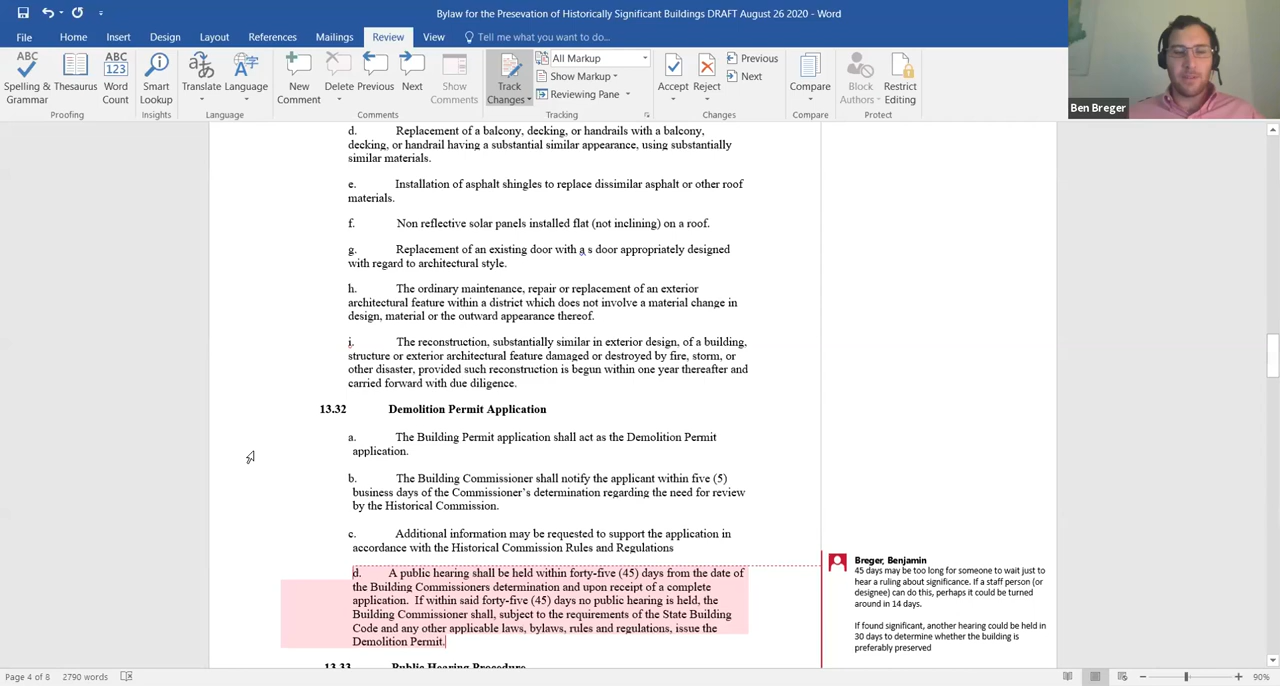 Bylaw for the Presevation of Historically Significant Buildings DRAFT August 26 2020 - Word
File Home Insert Design Layout References Mailings Review View Tell me what you want to do...
ABC ABC 123
Spelling & Grammar Thesaurus Word Count Smart Lookup Translate Language New Comment Delete Previous Next Show Comments Track Changes All Markup Show Markup Reviewing Pane Accept Reject Previous Next Compare Block Authors Restrict Editing
Proofing Insights Language Comments Tracking Changes Compare Protect
Ben Breger
d. Replacement of a balcony, decking, or handrails with a balcony,
decking, or handrail having a substantial similar appearance, using substantially
similar materials.
e. Installation of asphalt shingles to replace dissimilar asphalt or other roof
materials.
f. Non reflective solar panels installed flat (not inclining) on a roof.
g. Replacement of an existing door with a s door appropriately designed
with regard to architectural style.
h. The ordinary maintenance, repair or replacement of an exterior
architectural feature within a district which does not involve a material change in
design, material or the outward appearance thereof.
i. The reconstruction, substantially similar in exterior design, of a building,
structure or exterior architectural feature damaged or destroyed by fire, storm, or
other disaster, provided such reconstruction is begun within one year thereafter and
carried forward with due diligence.
13.32 Demolition Permit Application
a. The Building Permit application shall act as the Demolition Permit
application.
b. The Building Commissioner shall notify the applicant within five (5)
business days of the Commissioner's determination regarding the need for review
by the Historical Commission.
c. Additional information may be requested to support the application in
accordance with the Historical Commission Rules and Regulations
d. A public hearing shall be held within forty-five (45) days from the date of
the Building Commissioners determination and upon receipt of a complete
application. If within said forty-five (45) days no public hearing is held, the
Building Commissioner shall, subject to the requirements of the State Building
Code and any other applicable laws, bylaws, rules and regulations, issue the
Demolition Permit.
13.33 Public Hearing Procedure
Breger, Benjamin
45 days may be too long for someone to wait just to
hear a ruling about significance. If a staff person (or
designee) can do this, perhaps it could be turned
around in 14 days.
If found significant, another hearing could be held in
30 days to determine whether the building is
preferably preserved
Page 4 of 8 2790 words
90%